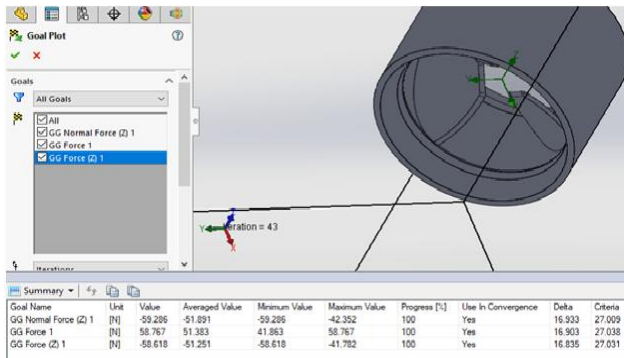 Goal Plot
Goals
All Goals
All
GG Normal Force (Z) 1
GG Force 1
GG Force (Z) 1
Iterations
Iteration = 43
Y
X
Summary
Goal Name Unit Value Averaged Value Minimum Value Maximum Value Progress [%] Use In Convergence Delta Criteria
GG Normal Force (Z) 1 [N] -59.286 -51.891 -59.286 -42.352 100 Yes 16.933 27.009
GG Force 1 [N] 58.767 51.383 41.863 58.767 100 Yes 16.903 27.038
GG Force (Z) 1 [N] -58.618 -51.251 -58.618 -41.782 100 Yes 16.835 27.031